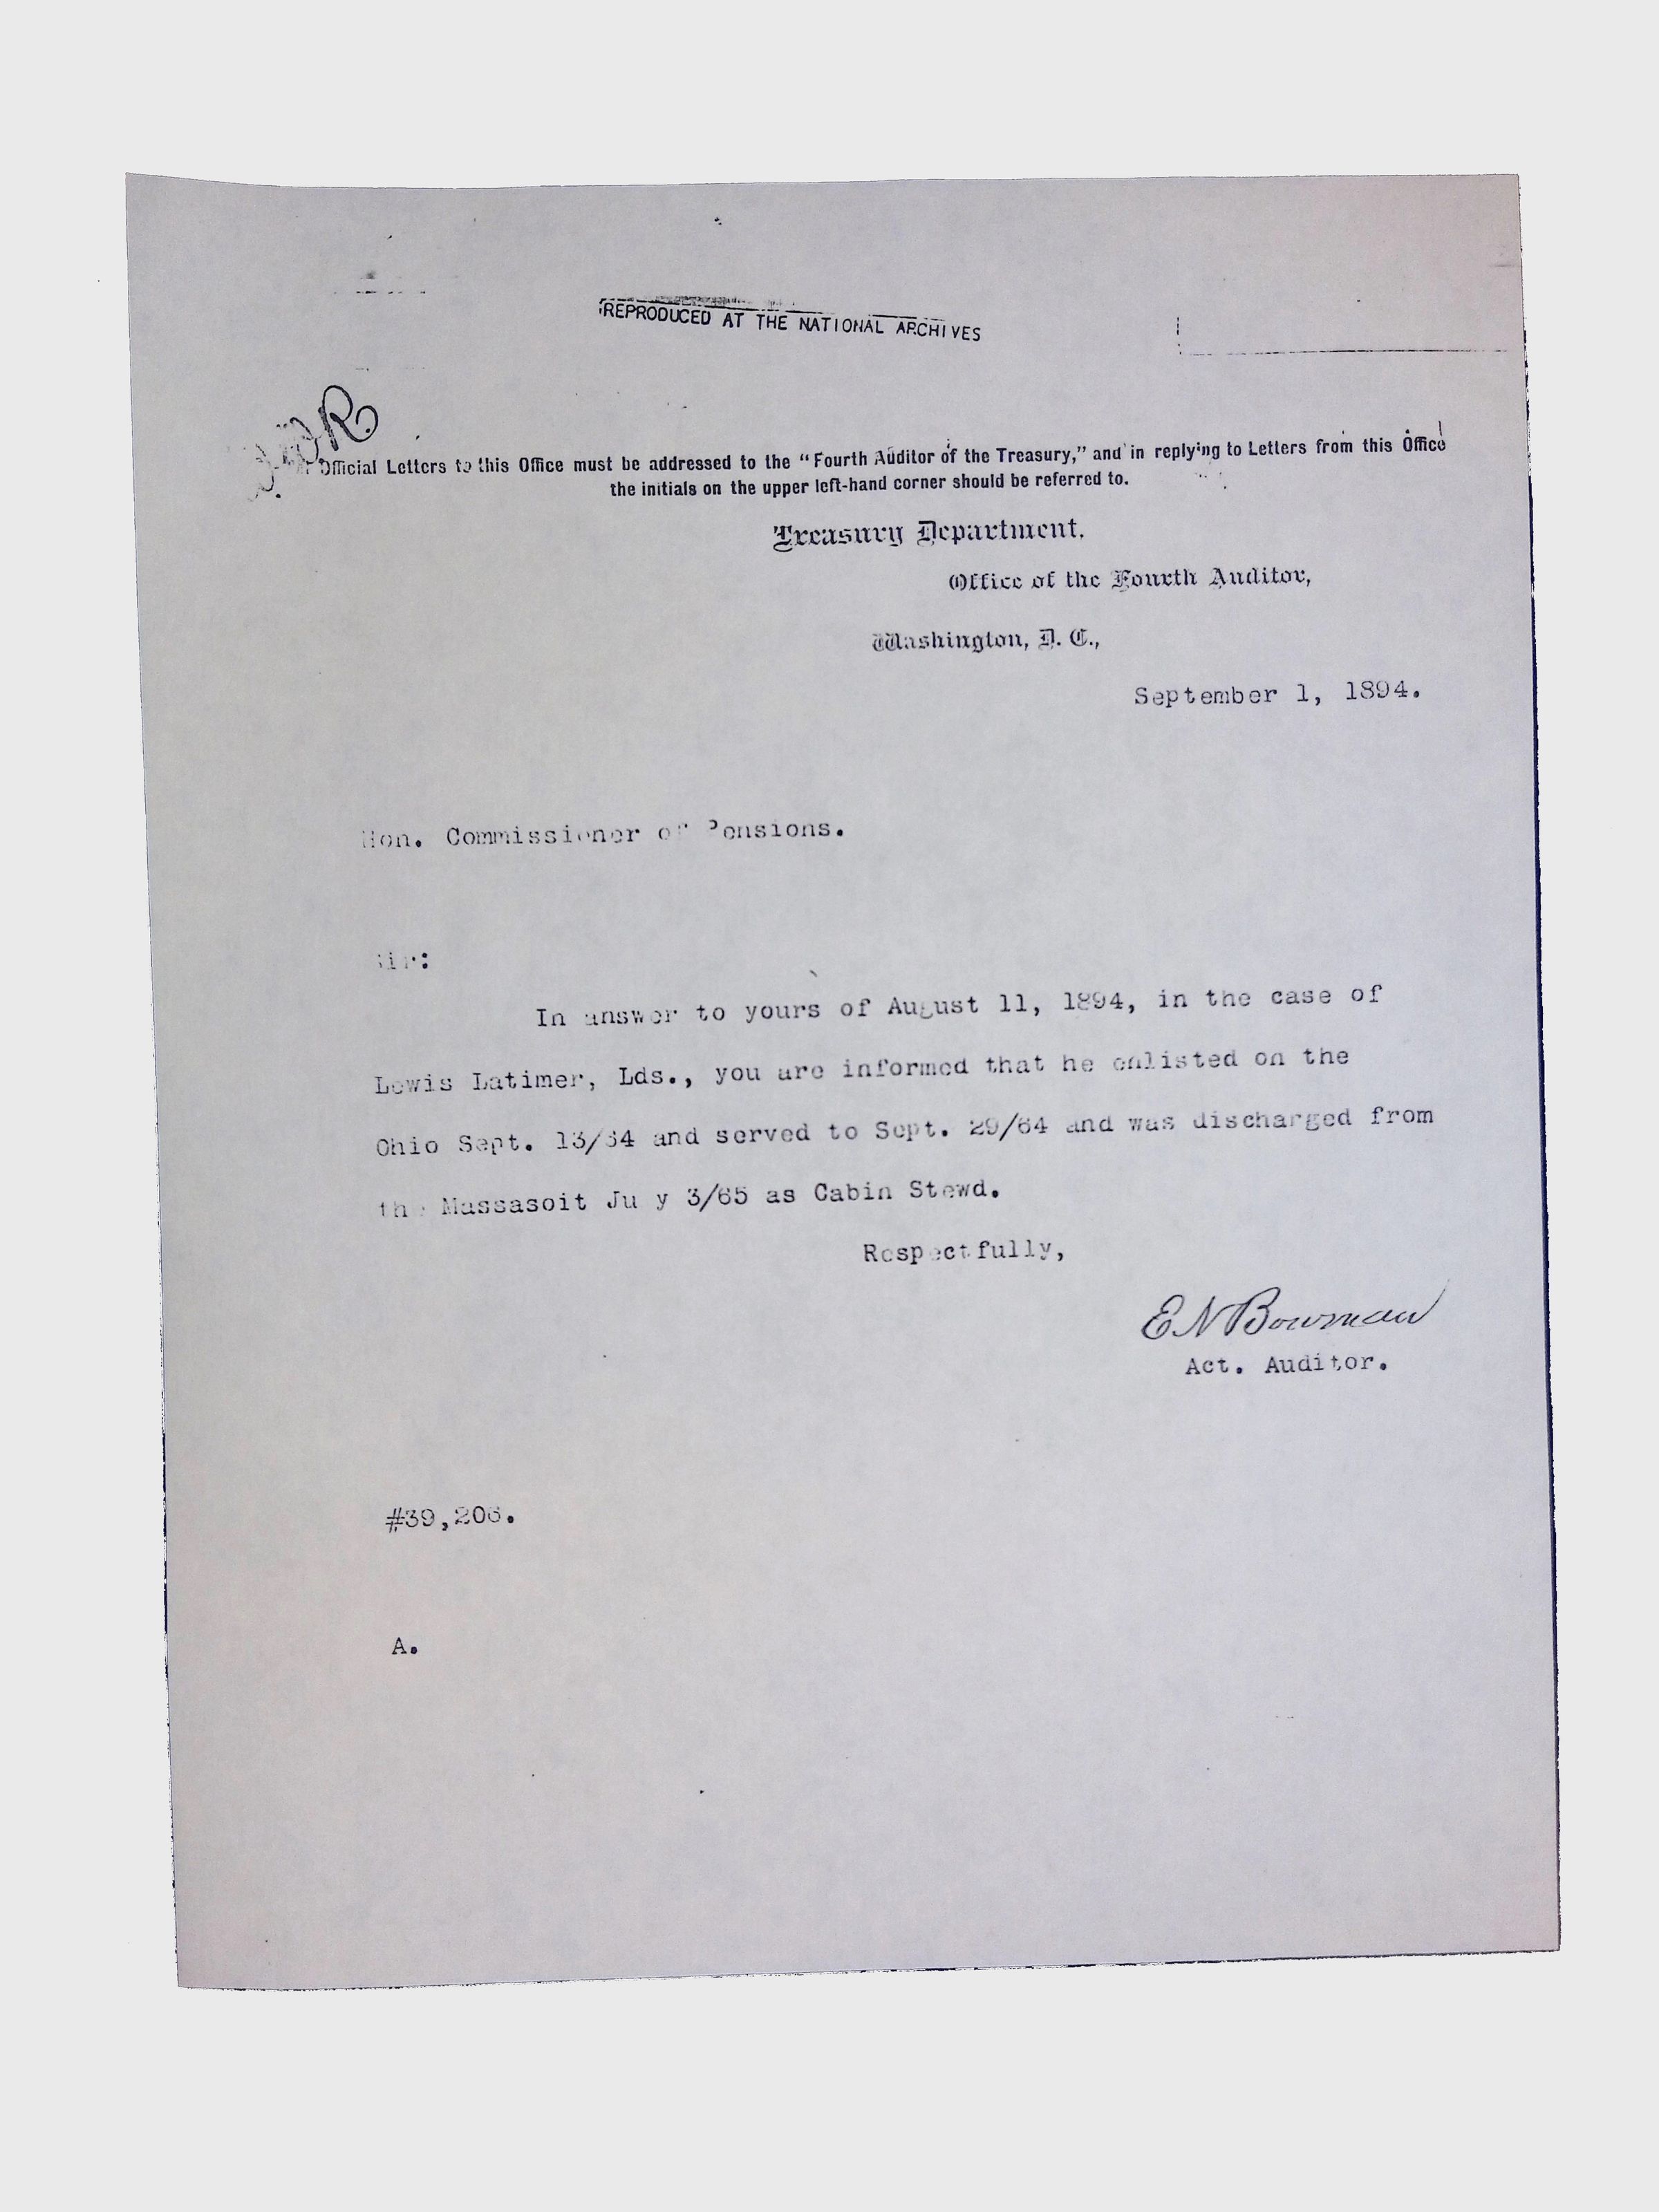 REPRODUCED AT THE NATIONAL ARCHIVES
Official Letters to this Office must be addressed to the “Fourth Auditor of the Treasury,” and in replying to Letters from this Office
the initials on the upper left-hand corner should be referred to.
Treasury Department,
Office of the Fourth Auditor,
Washington, D. C.,
September 1, 1894.
Hon. Commissioner of Pensions.
Sir:
In answer to yours of August 11, 1894, in the case of
Lewis Latimer, Lds., you are informed that he enlisted on the
Ohio Sept. 13/64 and served to Sept. 29/64 and was discharged from
the Massasoit Ju y 3/65 as Cabin Stewd.
Respectfully,
E N Bowman
Act. Auditor.
#39,206.
A.